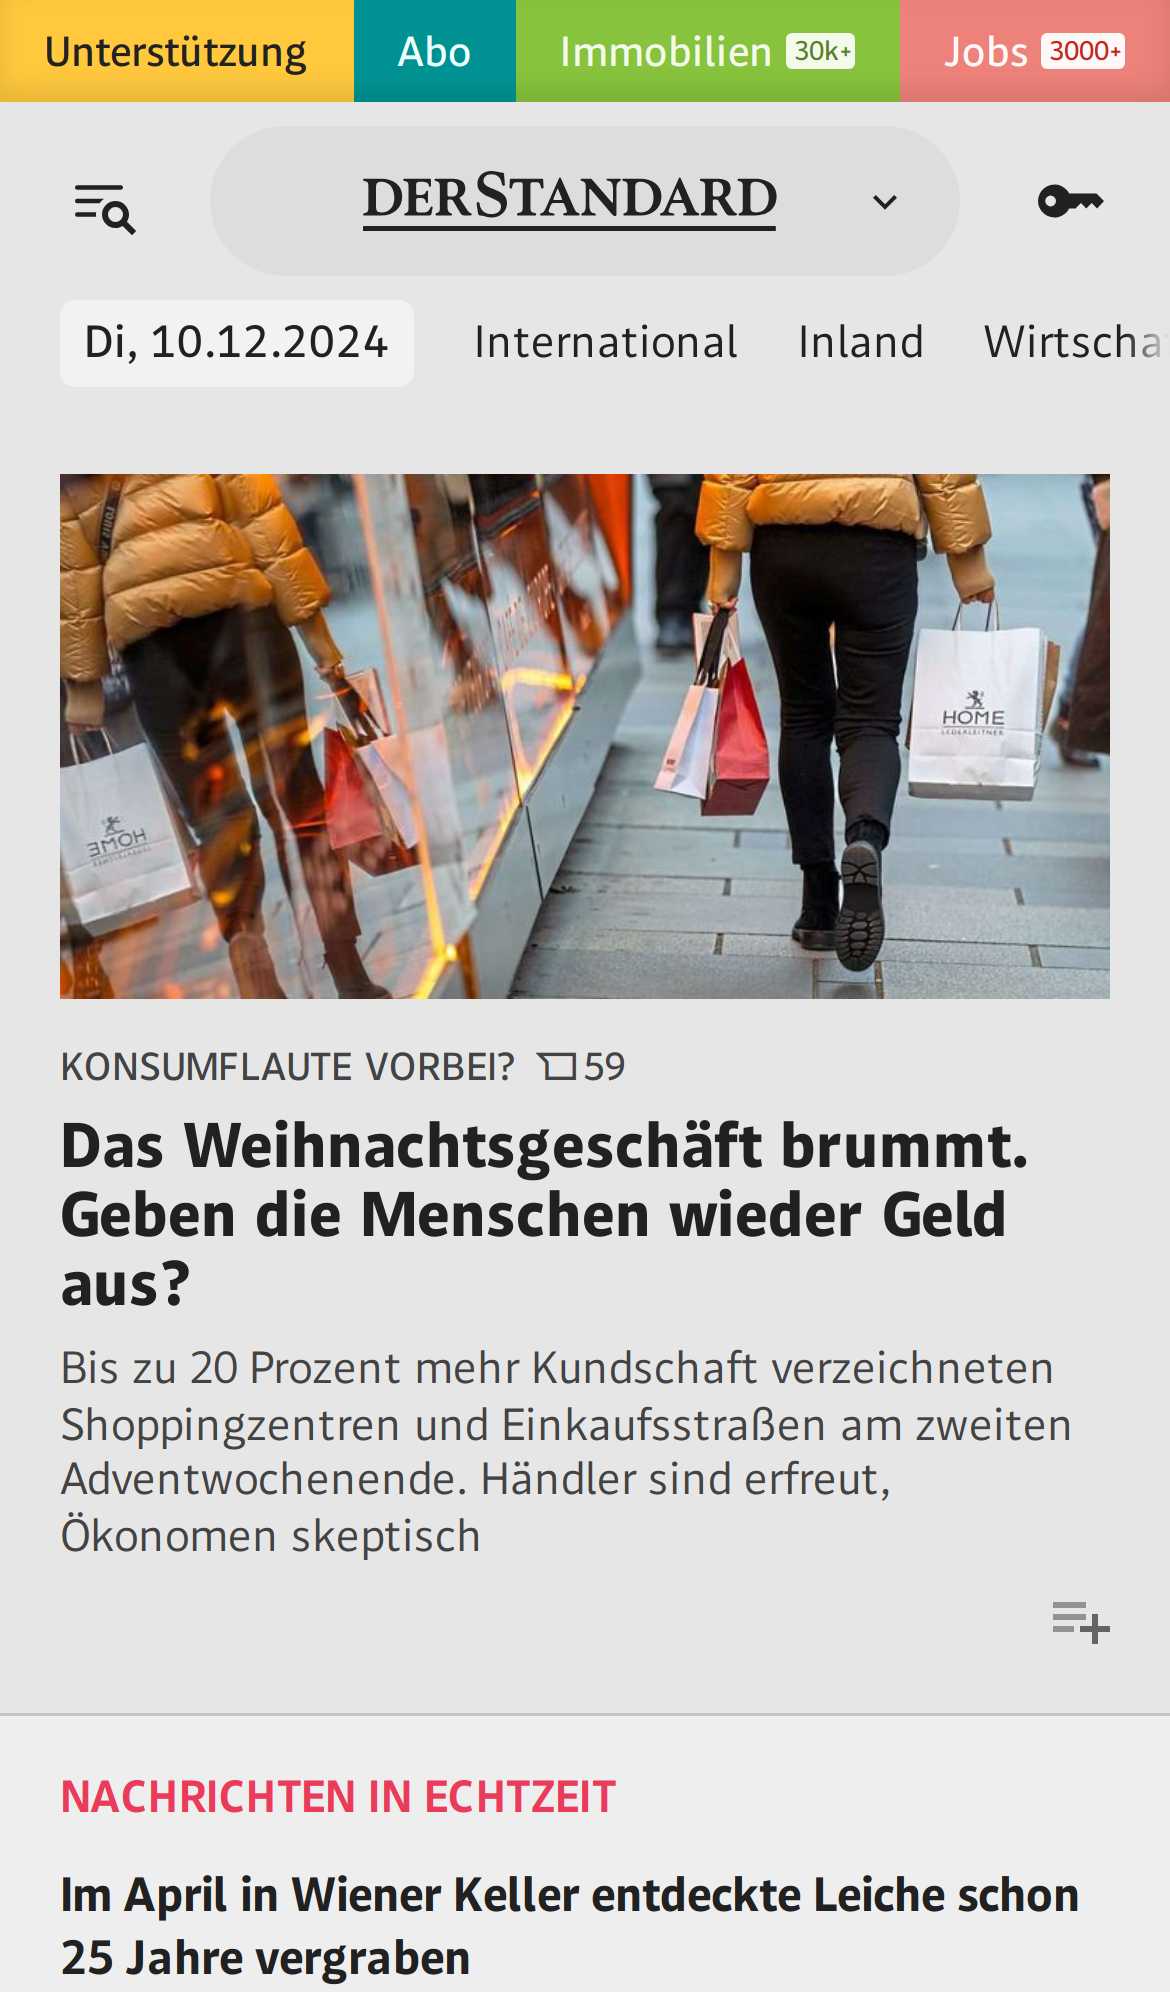 Unterstützung
Abo
Immobilien 30k+
Jobs 3000+
DERSTANDARD
Di, 10.12.2024
International
Inland
Wirtscha
HOME
LEDERLEITNER
HOME
KONSUMFLAUTE VORBEI? 59
Das Weihnachtsgeschäft brummt.
Geben die Menschen wieder Geld
aus?
Bis zu 20 Prozent mehr Kundschaft verzeichneten
Shoppingzentren und Einkaufsstraßen am zweiten
Adventwochenende. Händler sind erfreut,
Ökonomen skeptisch
NACHRICHTEN IN ECHTZEIT
Im April in Wiener Keller entdeckte Leiche schon
25 Jahre vergraben